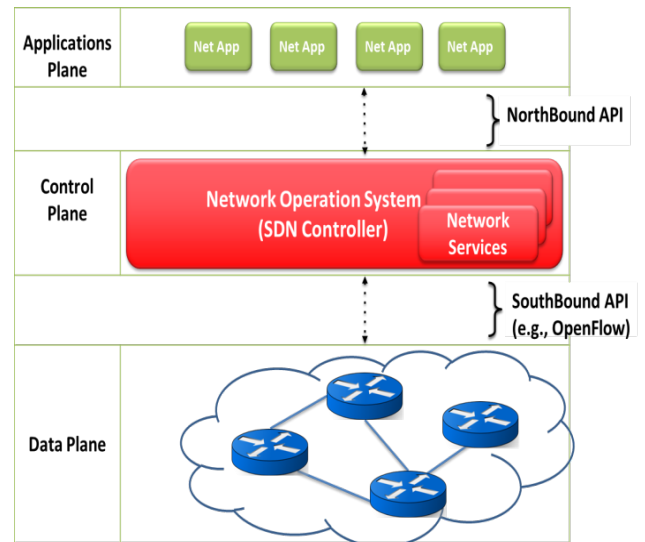 Applications
Plane
Net App
Net App
Net App
Net App
NorthBound API
Control
Plane
Network Operation System
(SDN Controller)
Network
Services
SouthBound API
(e.g., OpenFlow)
Data Plane